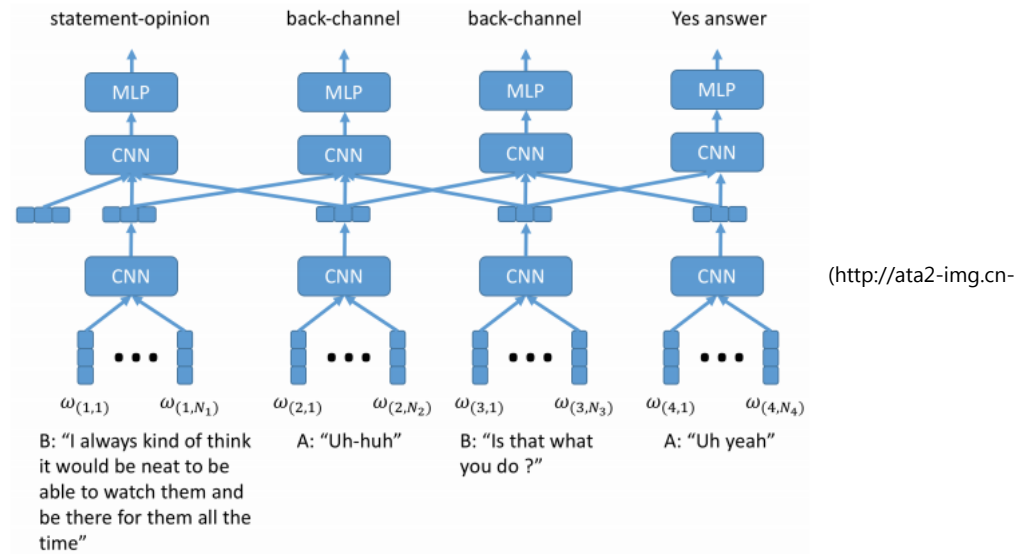 statement-opinion back-channel back-channel Yes answer
MLP MLP MLP MLP
CNN CNN CNN CNN
CNN CNN CNN CNN
(http://ata2-img.cn-
••• ••• ••• •••
ω(1,1) ω(1,N₁) ω(2,1) ω(2,N₂) ω(3,1) ω(3,N₃) ω(4,1) ω(4,N₄)
B: “I always kind of think
it would be neat to be
able to watch them and
be there for them all the
time”
A: “Uh-huh”
B: “Is that what
you do ?”
A: “Uh yeah”